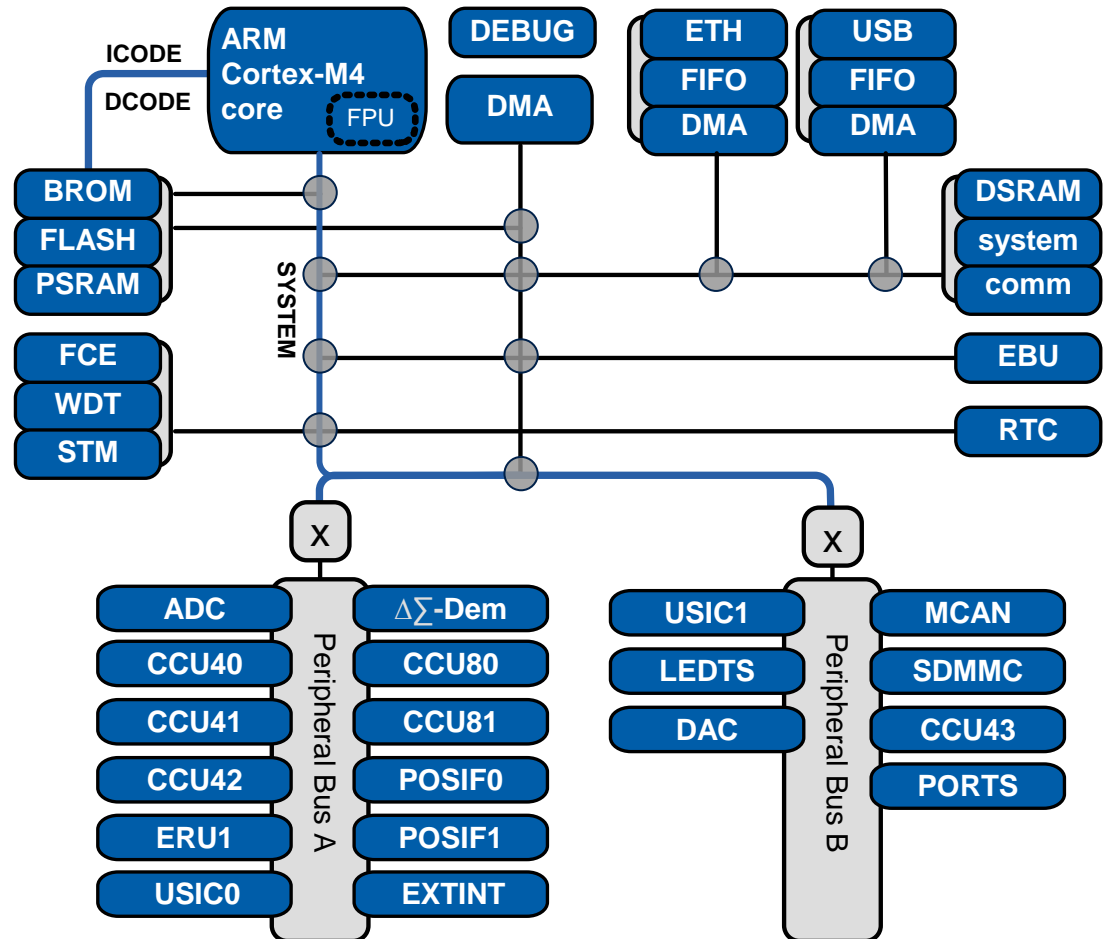 ICODE
DCODE
ARM
Cortex-M4
core
FPU
DEBUG
DMA
ETH
FIFO
DMA
USB
FIFO
DMA
BROM
FLASH
PSRAM
DSRAM
system
comm
SYSTEM
FCE
WDT
STM
EBU
RTC
X
X
Peripheral Bus A
ADC
CCU40
CCU41
CCU42
ERU1
USIC0
∆∑-Dem
CCU80
CCU81
POSIF0
POSIF1
EXTINT
Peripheral Bus B
USIC1
LEDTS
DAC
MCAN
SDMMC
CCU43
PORTS